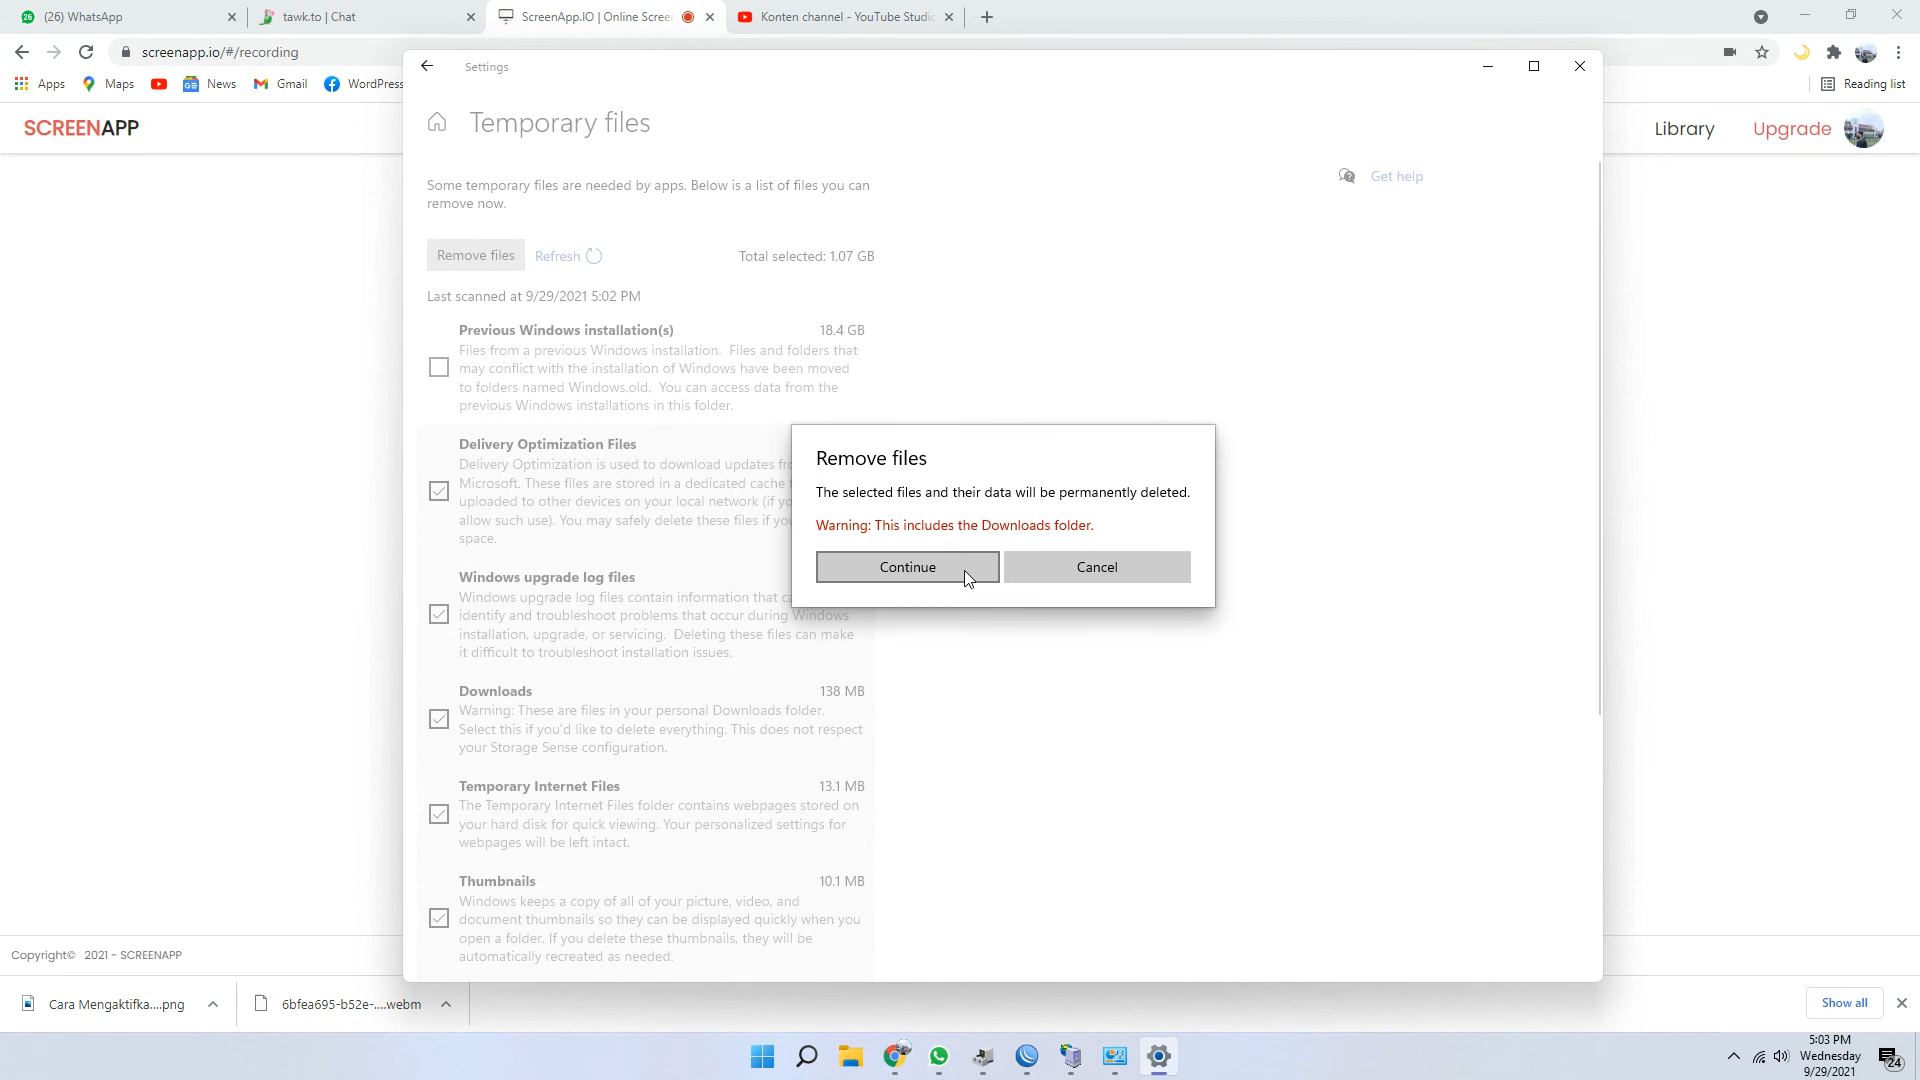 (26) WhatsApp
tawk.to | Chat
ScreenApp.IO | Online Scree
Konten channel - YouTube Studi
screenapp.io/#/recording
Apps
Maps
News
Gmail
WordPress
Reading list
SCREENAPP
Library
Upgrade
Settings
Temporary files
Some temporary files are needed by apps. Below is a list of files you can
remove now.
Get help
Remove files
Refresh
Total selected: 1.07 GB
Last scanned at 9/29/2021 5:02 PM
Previous Windows installation(s) 18.4 GB
Files from a previous Windows installation. Files and folders that
may conflict with the installation of Windows have been moved
to folders named Windows.old. You can access data from the
previous Windows installations in this folder.
Delivery Optimization Files
Delivery Optimization is used to download updates fr
Microsoft. These files are stored in a dedicated cache
uploaded to other devices on your local network (if yo
allow such use). You may safely delete these files if you
space.
Windows upgrade log files
Windows upgrade log files contain information that ca
identify and troubleshoot problems that occur during Windows
installation, upgrade, or servicing. Deleting these files can make
it difficult to troubleshoot installation issues.
Downloads 138 MB
Warning: These are files in your personal Downloads folder.
Select this if you'd like to delete everything. This does not respect
your Storage Sense configuration.
Temporary Internet Files 13.1 MB
The Temporary Internet Files folder contains webpages stored on
your hard disk for quick viewing. Your personalized settings for
webpages will be left intact.
Thumbnails 10.1 MB
Windows keeps a copy of all of your picture, video, and
document thumbnails so they can be displayed quickly when you
open a folder. If you delete these thumbnails, they will be
automatically recreated as needed.
Remove files
The selected files and their data will be permanently deleted.
Warning: This includes the Downloads folder.
Continue
Cancel
Copyright© 2021 - SCREENAPP
Cara Mengaktifka....png
6bfea695-b52e-....webm
Show all
5:03 PM
Wednesday
9/29/2021
24